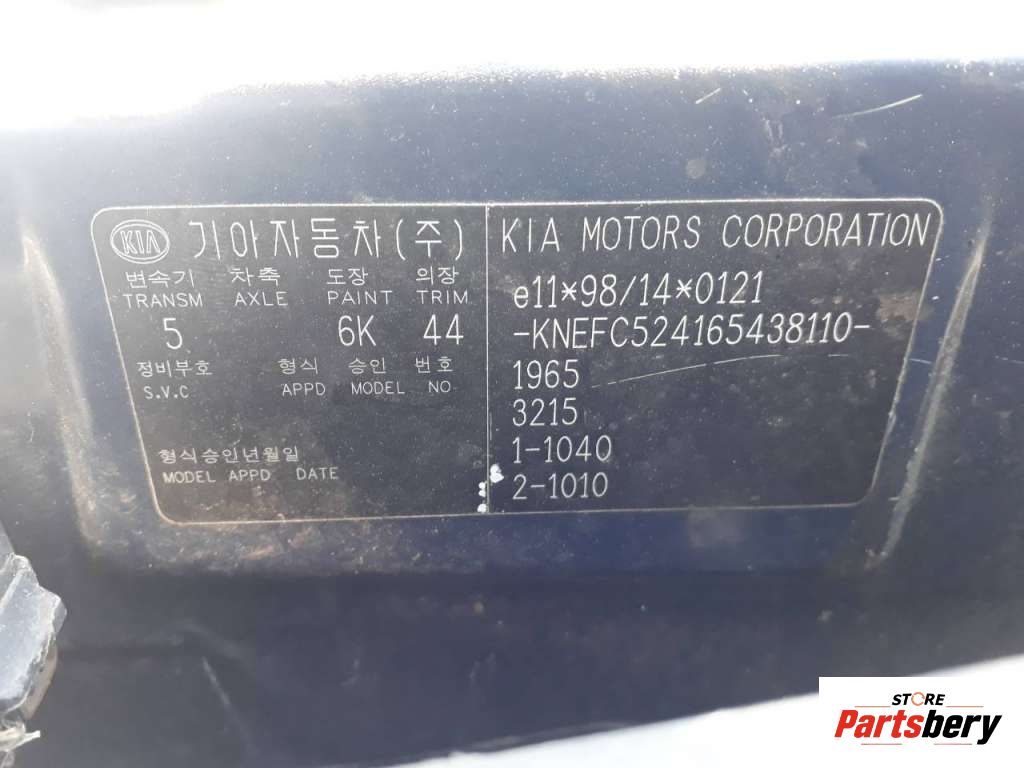 KIA 기아자동차(주)
변속기 차축 도장 의장
TRANSM AXLE PAINT TRIM
5 6K 44
정비부호 형식 승인 번호
S.V.C APPD MODEL NO
형식승인년월일
MODEL APPD DATE
KIA MOTORS CORPORATION
e11*98/14*0121
-KNEFC524165438110-
1965
3215
1-1040
2-1010
STORE
Partsbery